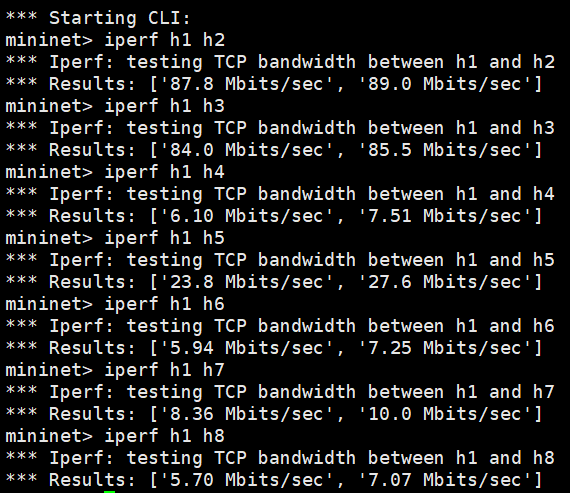 *** Starting CLI:
mininet> iperf h1 h2
*** Iperf: testing TCP bandwidth between h1 and h2
*** Results: ['87.8 Mbits/sec', '89.0 Mbits/sec']
mininet> iperf h1 h3
*** Iperf: testing TCP bandwidth between h1 and h3
*** Results: ['84.0 Mbits/sec', '85.5 Mbits/sec']
mininet> iperf h1 h4
*** Iperf: testing TCP bandwidth between h1 and h4
*** Results: ['6.10 Mbits/sec', '7.51 Mbits/sec']
mininet> iperf h1 h5
*** Iperf: testing TCP bandwidth between h1 and h5
*** Results: ['23.8 Mbits/sec', '27.6 Mbits/sec']
mininet> iperf h1 h6
*** Iperf: testing TCP bandwidth between h1 and h6
*** Results: ['5.94 Mbits/sec', '7.25 Mbits/sec']
mininet> iperf h1 h7
*** Iperf: testing TCP bandwidth between h1 and h7
*** Results: ['8.36 Mbits/sec', '10.0 Mbits/sec']
mininet> iperf h1 h8
*** Iperf: testing TCP bandwidth between h1 and h8
*** Results: ['5.70 Mbits/sec', '7.07 Mbits/sec']